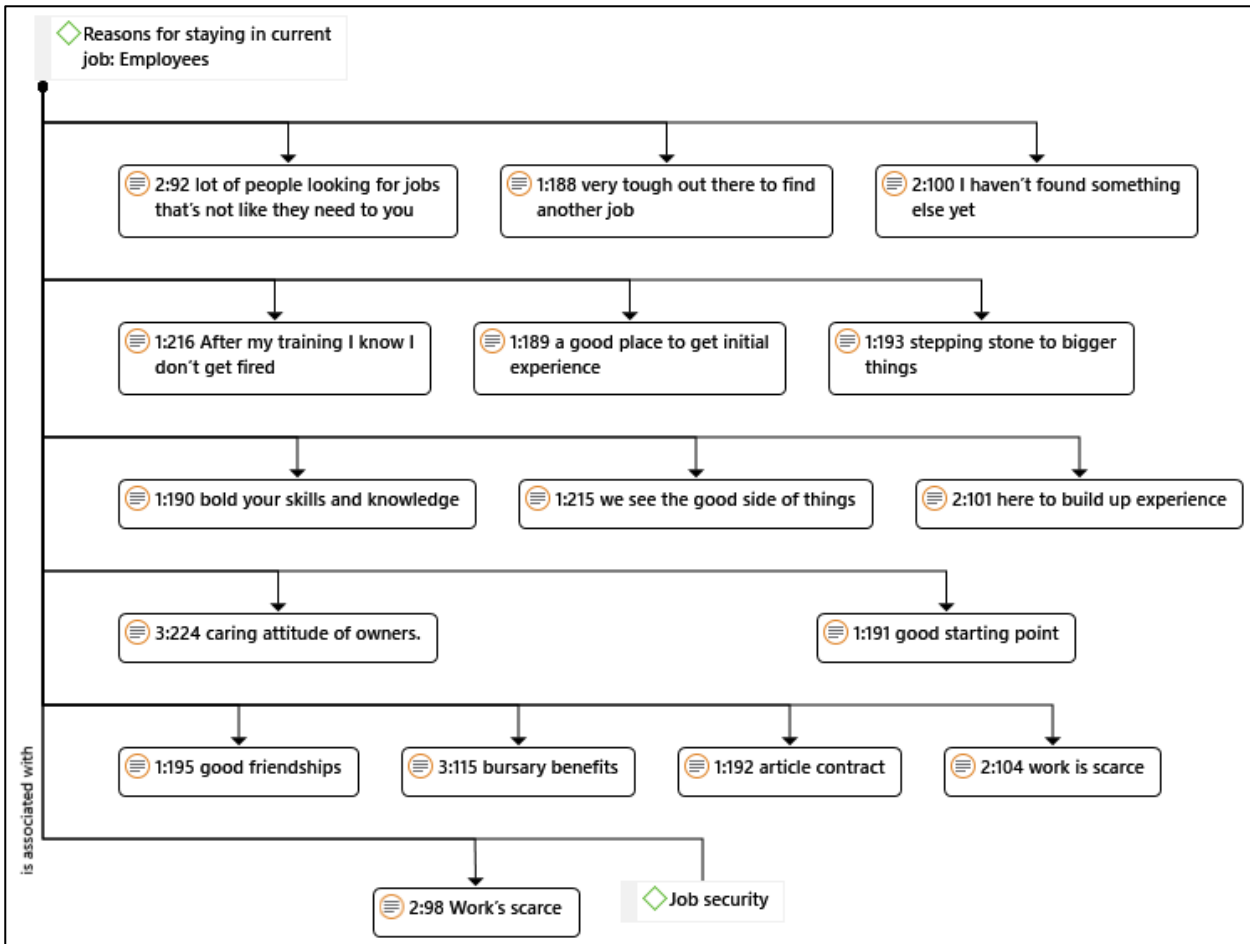 Reasons for staying in current
job: Employees
2:92 lot of people looking for jobs
that's not like they need to you
1:188 very tough out there to find
another job
2:100 I haven't found something
else yet
1:216 After my training I know I
don't get fired
1:189 a good place to get initial
experience
1:193 stepping stone to bigger
things
1:190 bold your skills and knowledge
1:215 we see the good side of things
2:101 here to build up experience
3:224 caring attitude of owners.
1:191 good starting point
1:195 good friendships
3:115 bursary benefits
1:192 article contract
2:104 work is scarce
is associated with
2:98 Work's scarce
Job security